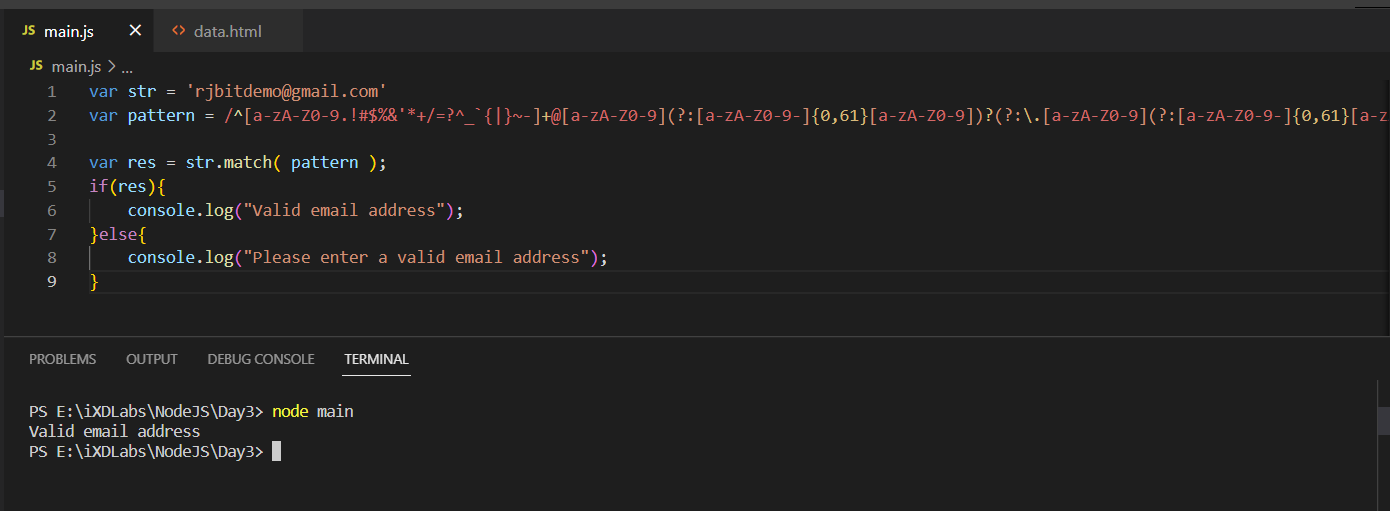 JS main.js × <> data.html
JS main.js > ...
1 var str = 'rjbitdemo@gmail.com'
2 var pattern = /^[a-zA-Z0-9.!#$%&'*+/=?^_`{|}~-]+@[a-zA-Z0-9](?:[a-zA-Z0-9-]{0,61}[a-zA-Z0-9])?(?:\.[a-zA-Z0-9](?:[a-zA-Z0-9-]{0,61}[a-z
3
4 var res = str.match( pattern );
5 if(res){
6 console.log("Valid email address");
7 }else{
8 console.log("Please enter a valid email address");
9 }
PROBLEMS OUTPUT DEBUG CONSOLE TERMINAL
PS E:\iXDLabs\NodeJS\Day3> node main
Valid email address
PS E:\iXDLabs\NodeJS\Day3>